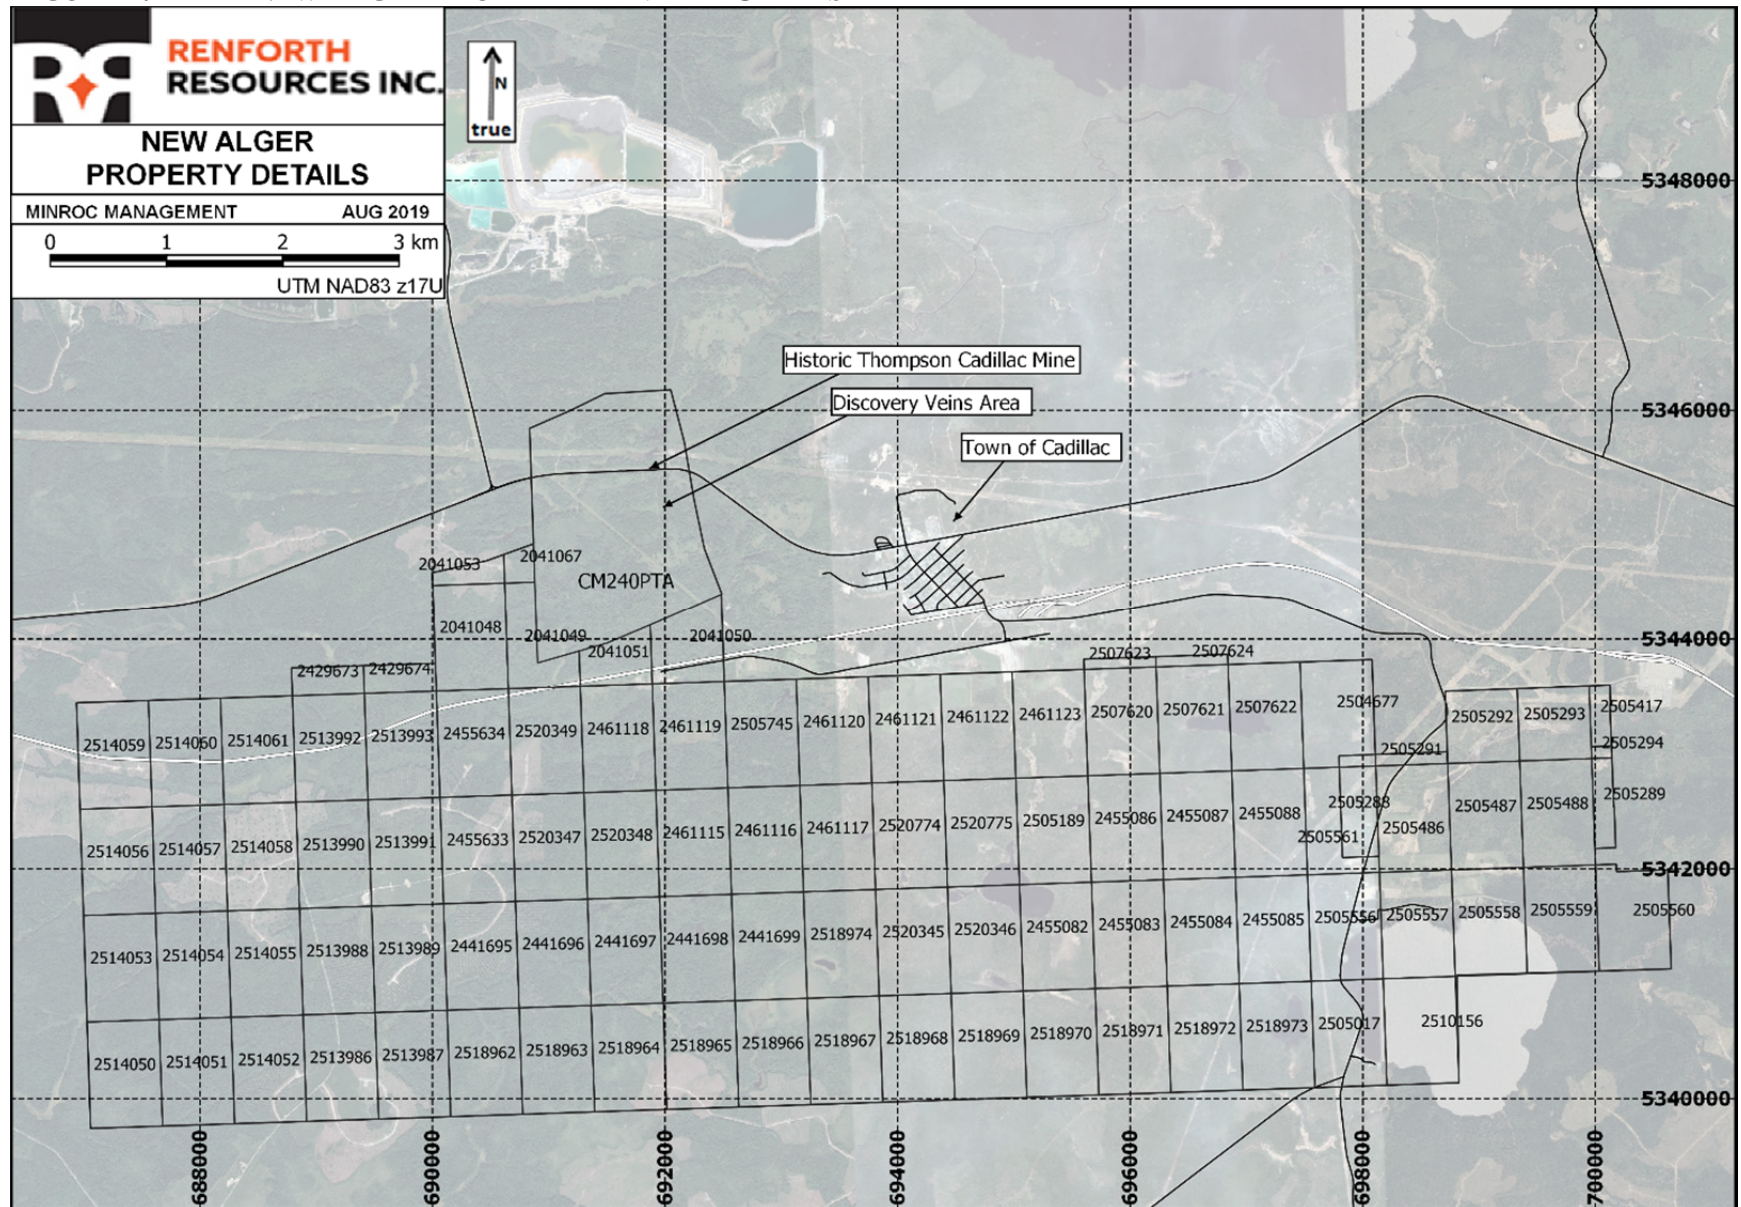 RENFORTH
RESOURCES INC.
NEW ALGER
PROPERTY DETAILS
MINROC MANAGEMENT AUG 2019
0 1 2 3 km
UTM NAD83 z17U
N
true
5348000
Historic Thompson Cadillac Mine
Discovery Veins Area
5346000
Town of Cadillac
2041053 2041067
CM240PTA
2041048 2041049 2041051 2041050
5344000
2429673 2429674 2507623 2507624
2514059 2514060 2514061 2513992 2513993 2455634 2520349 2461118 2461119 2505745 2461120 2461121 2461122 2461123 2507620 2507621 2507622 2504677 2505292 2505293 2505417
2505291 2505294
2514056 2514057 2514058 2513990 2513991 2455633 2520347 2520348 2461115 2461116 2461117 2520774 2520775 2505189 2455086 2455087 2455088 2505288 2505487 2505488 2505289
2505561 2505486
5342000
2514053 2514054 2514055 2513988 2513989 2441695 2441696 2441697 2441698 2441699 2518974 2520345 2520346 2455082 2455083 2455084 2455085 2505556 2505557 2505558 2505559 2505560
2514050 2514051 2514052 2513986 2513987 2518962 2518963 2518964 2518965 2518966 2518967 2518968 2518969 2518970 2518971 2518972 2518973 2505017 2510156
5340000
688000 690000 692000 694000 696000 698000 700000